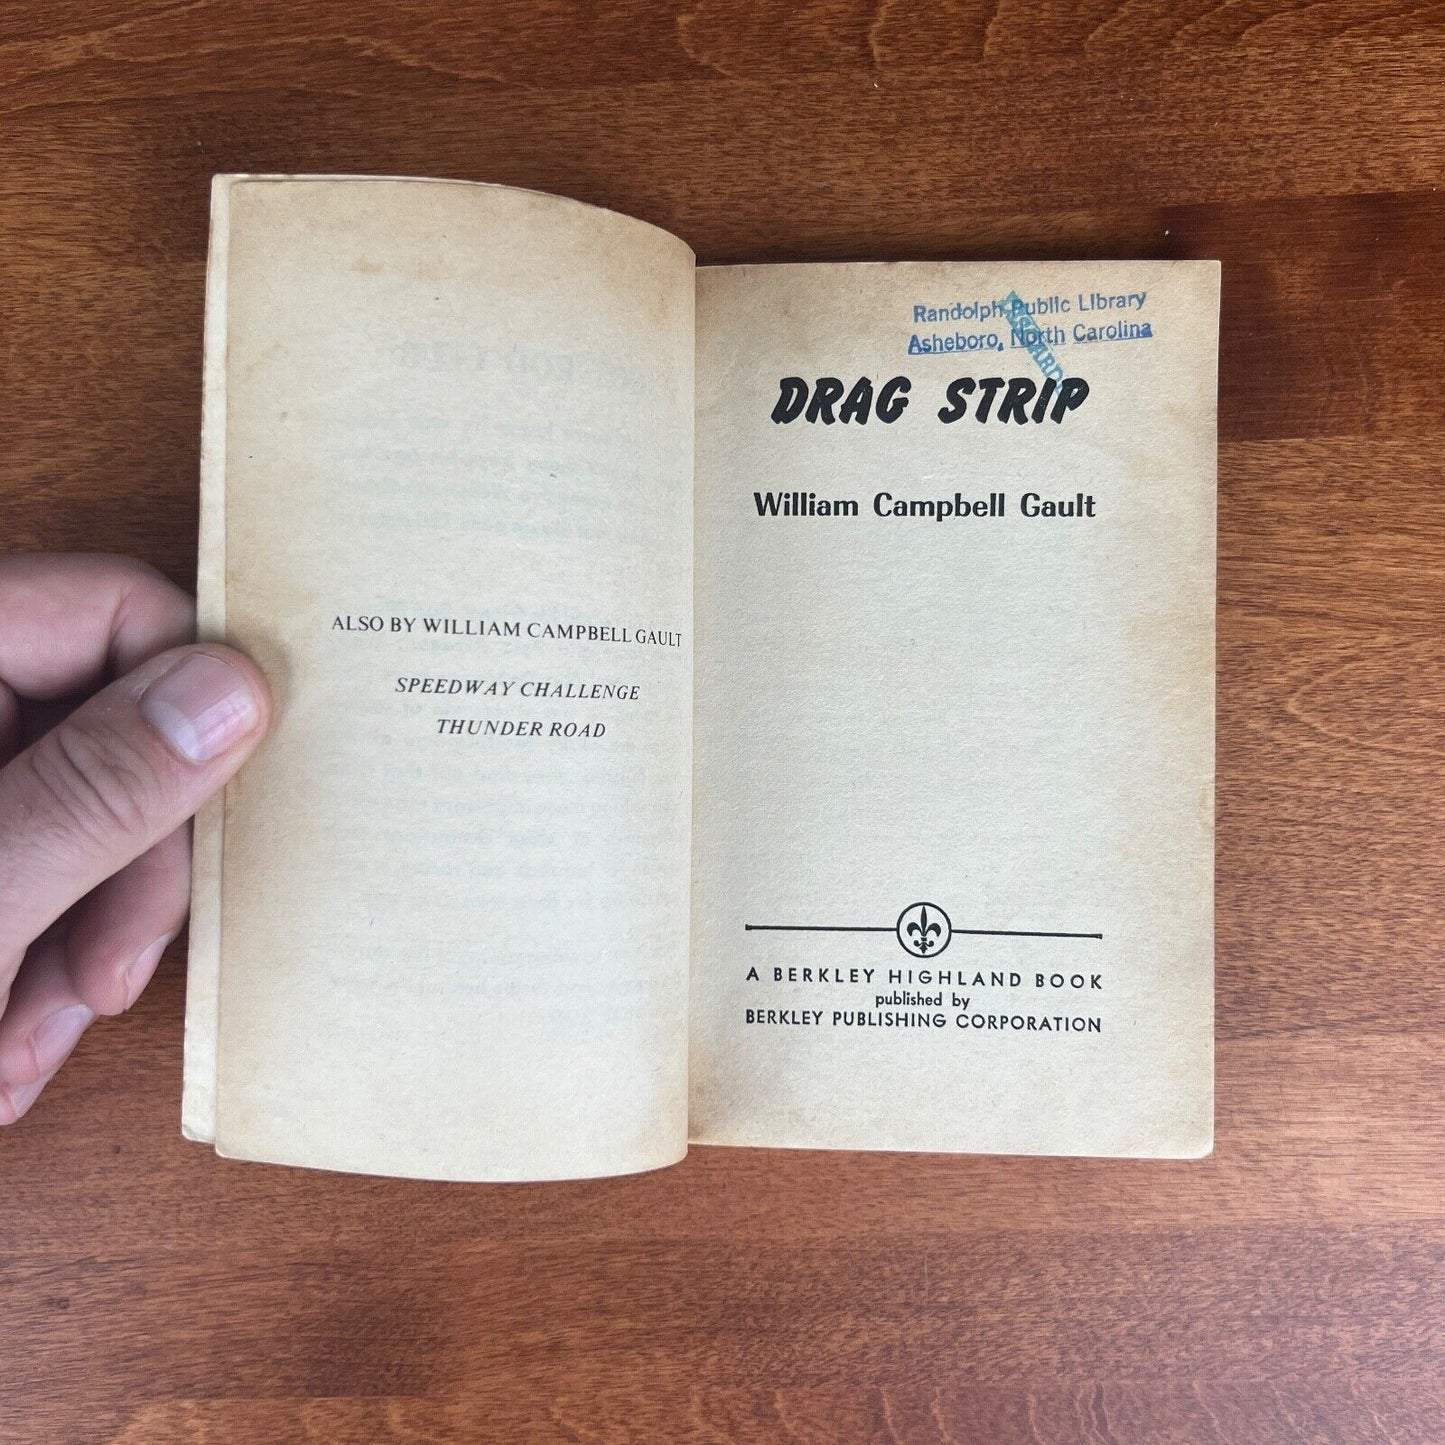 ALSO BY WILLIAM CAMPBELL GAULT
SPEEDWAY CHALLENGE
THUNDER ROAD
Randolph Public Library
Asheboro, North Carolina
DRAG STRIP
William Campbell Gault
A BERKLEY HIGHLAND BOOK
published by
BERKLEY PUBLISHING CORPORATION